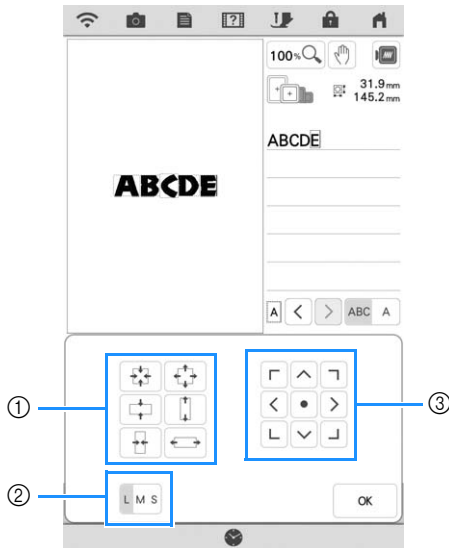 100%
31.9mm
145.2mm
ABCDE
ABCDE
A ABC A
①
③
②
L M S
OK